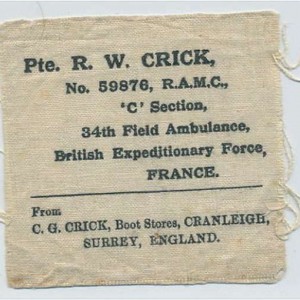 Pte. R. W. CRICK,
No. 59876, R.A.M.C.,
'C' Section,
34th Field Ambulance,
British Expeditionary Force,
FRANCE.
From
C. G. CRICK, Boot Stores, CRANLEIGH,
SURREY, ENGLAND.